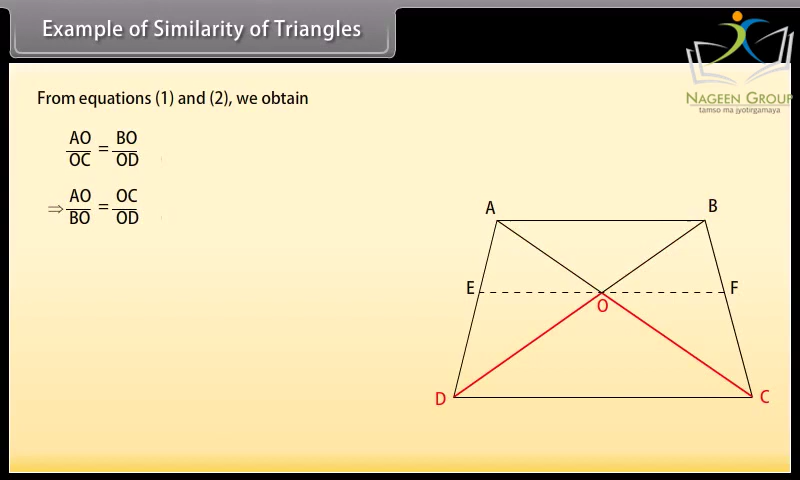 Example of Similarity of Triangles
NAGEEN GROUP
tamso ma jyotirgamaya
From equations (1) and (2), we obtain
AO/OC = BO/OD
⇒ AO/BO = OC/OD
A
B
E
F
O
D
C